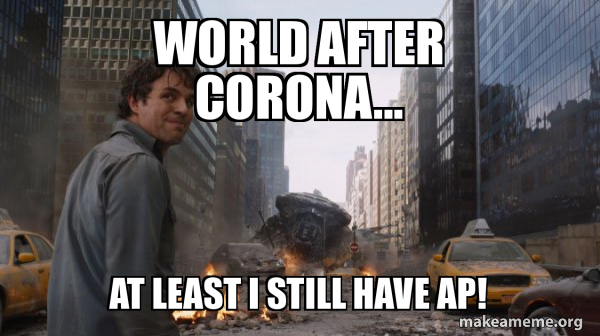 WORLD AFTER
CORONA...
AT LEAST I STILL HAVE AP!
makeameme.org